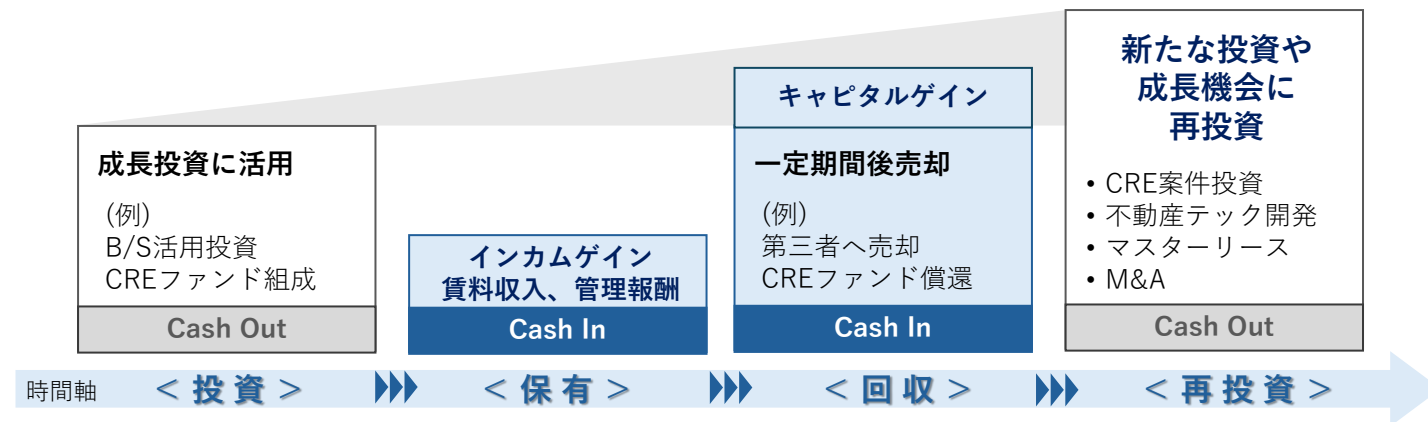 成長投資に活用
(例)
B/S活用投資
CREファンド組成
Cash Out
インカムゲイン
賃料収入、管理報酬
Cash In
キャピタルゲイン
一定期間後売却
(例)
第三者へ売却
CREファンド償還
Cash In
新たな投資や
成長機会に
再投資
• CRE案件投資
• 不動産テック開発
• マスターリース
• M&A
Cash Out
時間軸 <投資> <保有> <回収> <再投資>